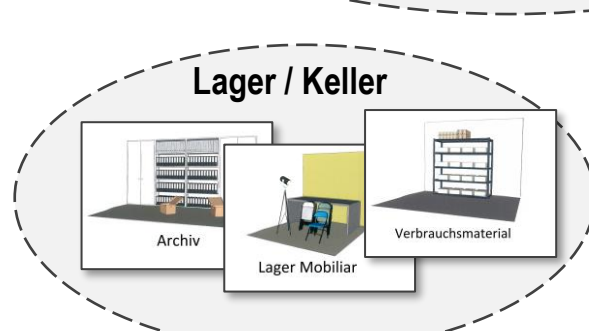 Lager / Keller
Archiv
Lager Mobiliar
Verbrauchsmaterial